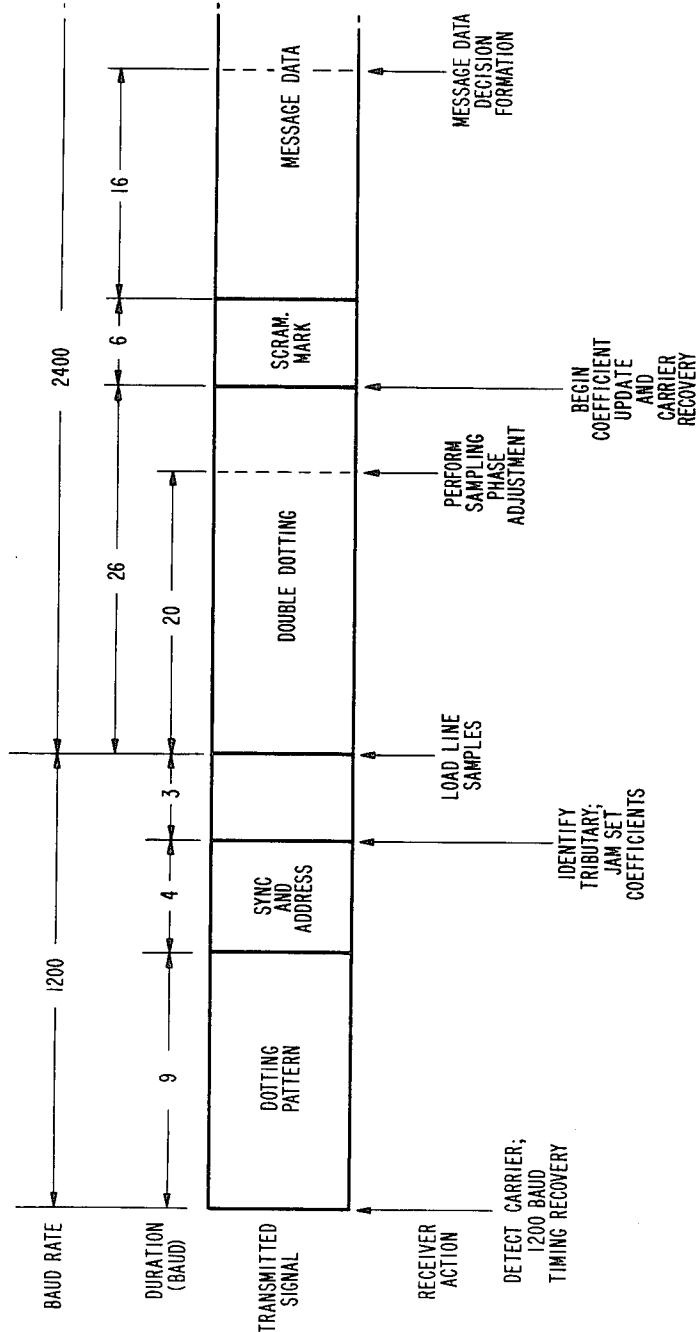 BAUD RATE
1200
2400
DURATION
(BAUD)
9
4
3
20
26
6
16
TRANSMITTED
SIGNAL
DOTTING
PATTERN
SYNC
AND
ADDRESS
DOUBLE DOTTING
SCRAM.
MARK
MESSAGE DATA
RECEIVER
ACTION
DETECT CARRIER;
1200 BAUD
TIMING RECOVERY
IDENTIFY
TRIBUTARY;
JAM SET
COEFFICIENTS
LOAD LINE
SAMPLES
PERFORM
SAMPLING
PHASE
ADJUSTMENT
BEGIN
COEFFICIENT
UPDATE
AND
CARRIER
RECOVERY
MESSAGE DATA
DECISION
FORMATION